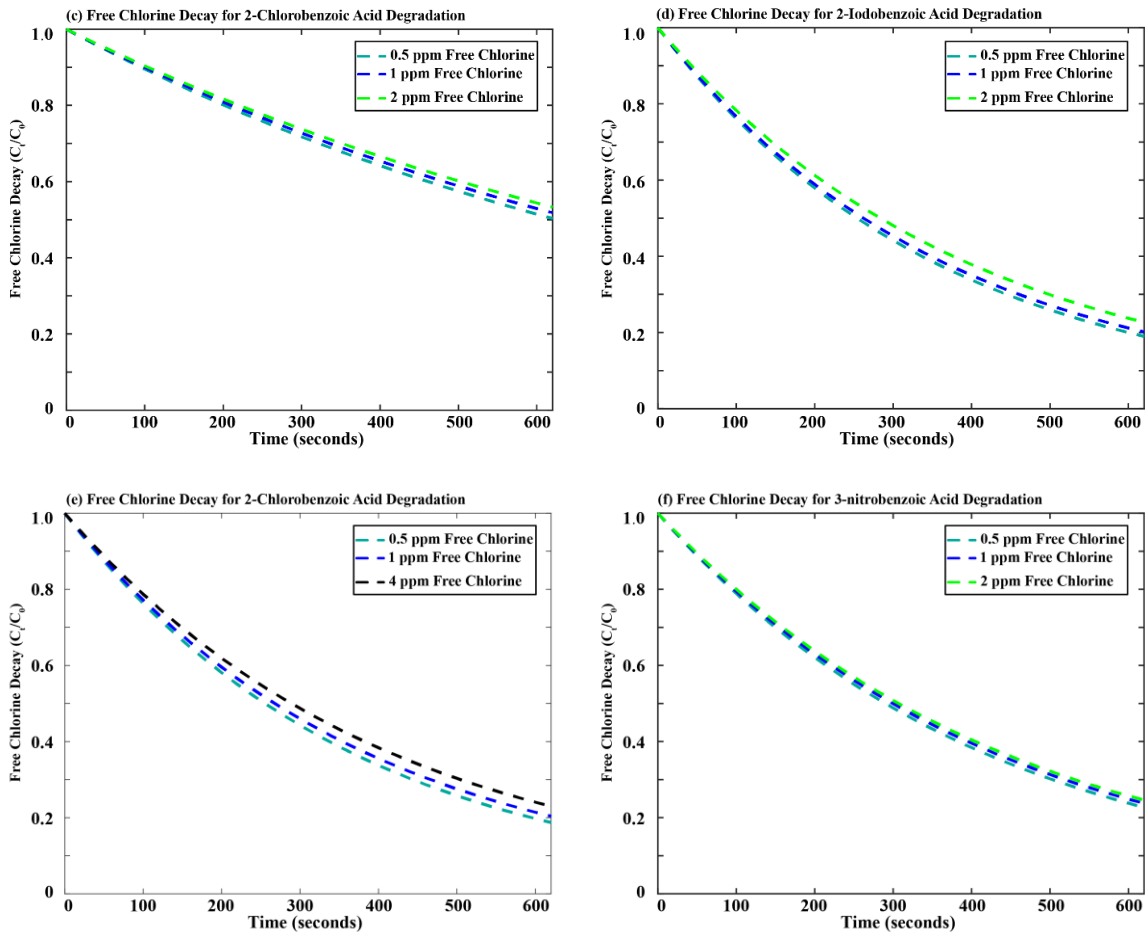 (c) Free Chlorine Decay for 2-Chlorobenzoic Acid Degradation
1.0
0.8
0.6
0.4
0.2
0
Free Chlorine Decay (Cₜ/C₀)
0.5 ppm Free Chlorine
1 ppm Free Chlorine
2 ppm Free Chlorine
0 100 200 300 400 500 600
Time (seconds)
(d) Free Chlorine Decay for 2-Iodobenzoic Acid Degradation
1.0
0.8
0.6
0.4
0.2
0
Free Chlorine Decay (Cₜ/C₀)
0.5 ppm Free Chlorine
1 ppm Free Chlorine
2 ppm Free Chlorine
0 100 200 300 400 500 600
Time (seconds)
(e) Free Chlorine Decay for 2-Chlorobenzoic Acid Degradation
1.0
0.8
0.6
0.4
0.2
0
Free Chlorine Decay (Cₜ/C₀)
0.5 ppm Free Chlorine
1 ppm Free Chlorine
4 ppm Free Chlorine
0 100 200 300 400 500 600
Time (seconds)
(f) Free Chlorine Decay for 3-nitrobenzoic Acid Degradation
1.0
0.8
0.6
0.4
0.2
0
Free Chlorine Decay (Cₜ/C₀)
0.5 ppm Free Chlorine
1 ppm Free Chlorine
2 ppm Free Chlorine
0 100 200 300 400 500 600
Time (seconds)